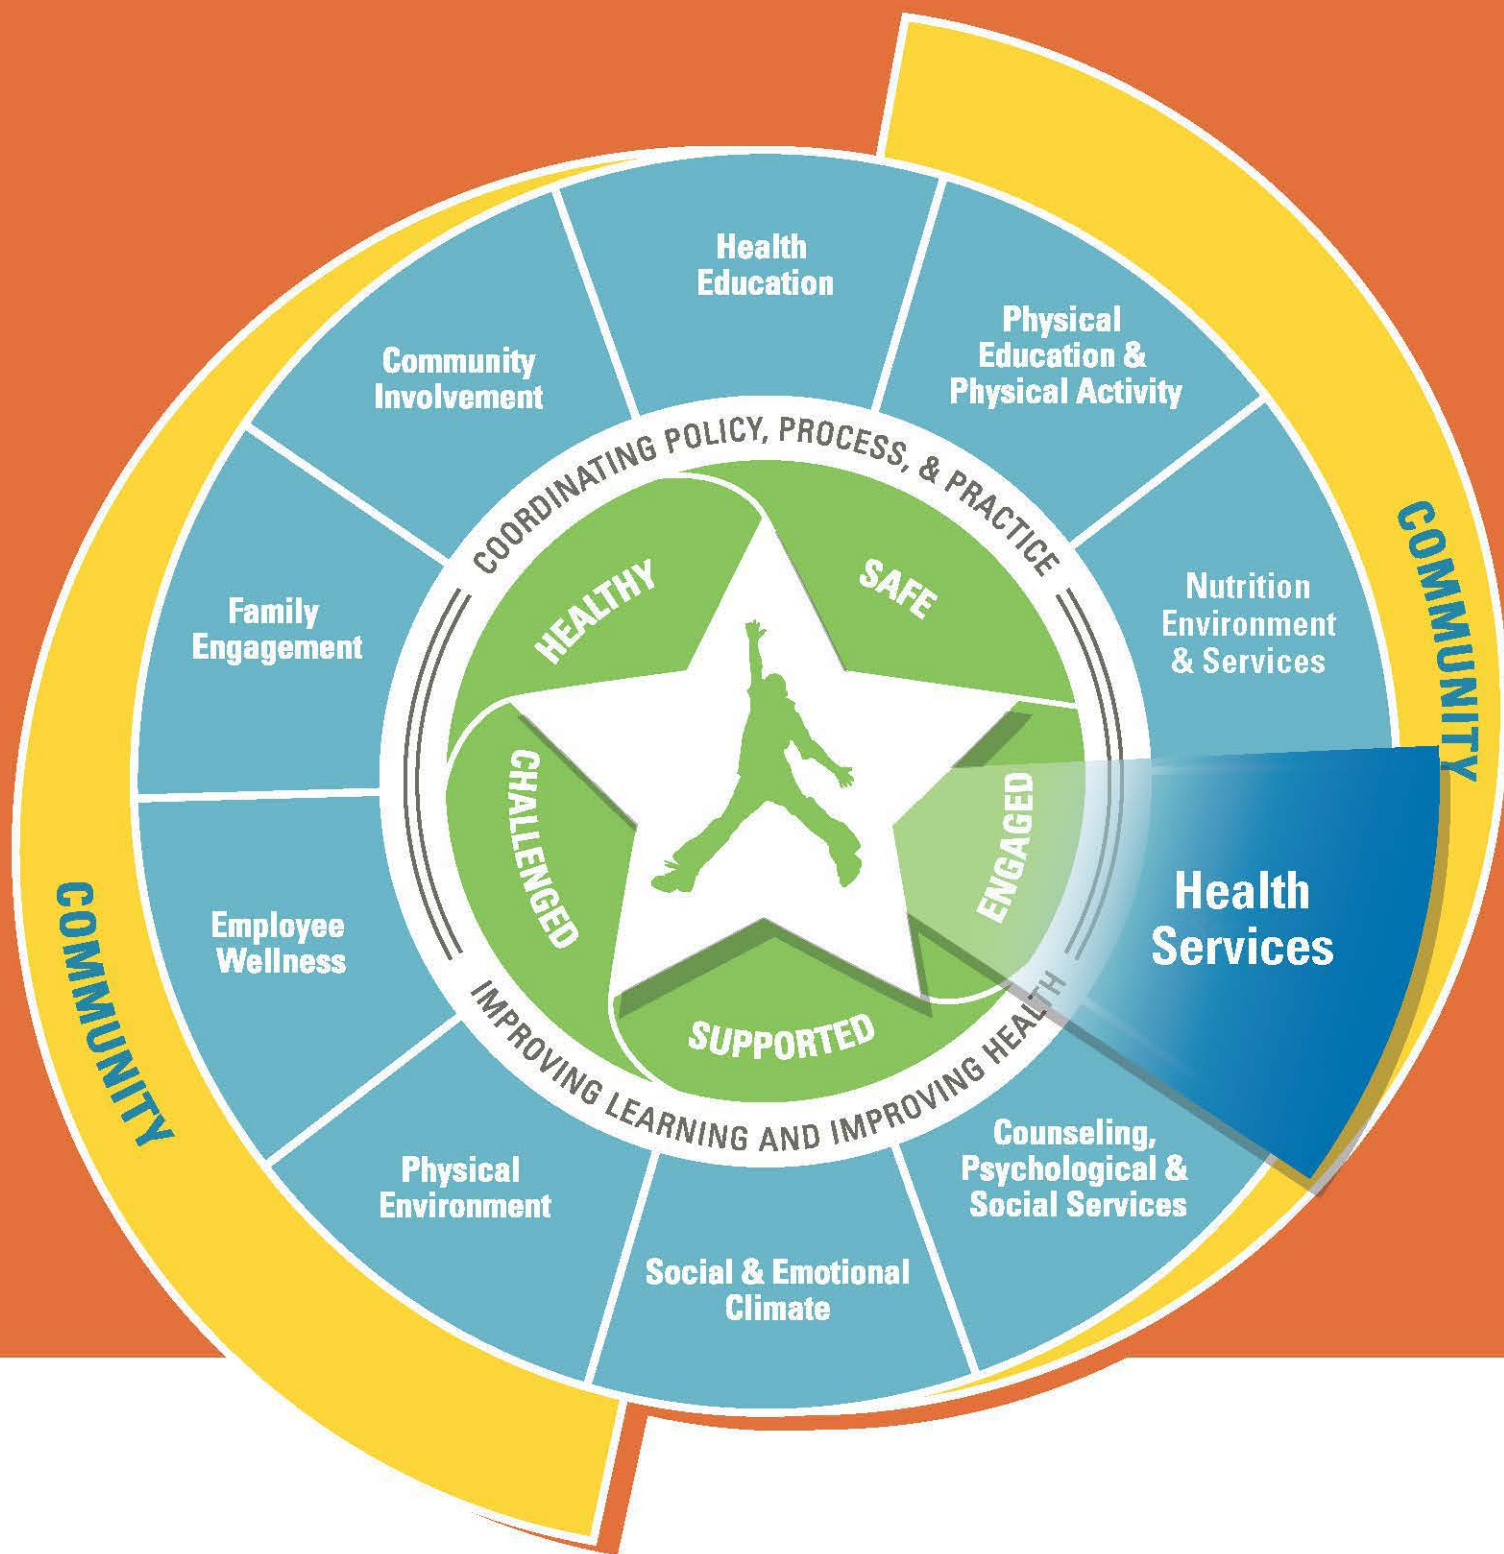 Health
Education
Physical
Education &
Physical Activity
Nutrition
Environment
& Services
Health
Services
Counseling,
Psychological &
Social Services
Social & Emotional
Climate
Physical
Environment
Employee
Wellness
Family
Engagement
Community
Involvement
COORDINATING POLICY, PROCESS, & PRACTICE
IMPROVING LEARNING AND IMPROVING HEALTH
HEALTHY
SAFE
ENGAGED
SUPPORTED
CHALLENGED
COMMUNITY
COMMUNITY